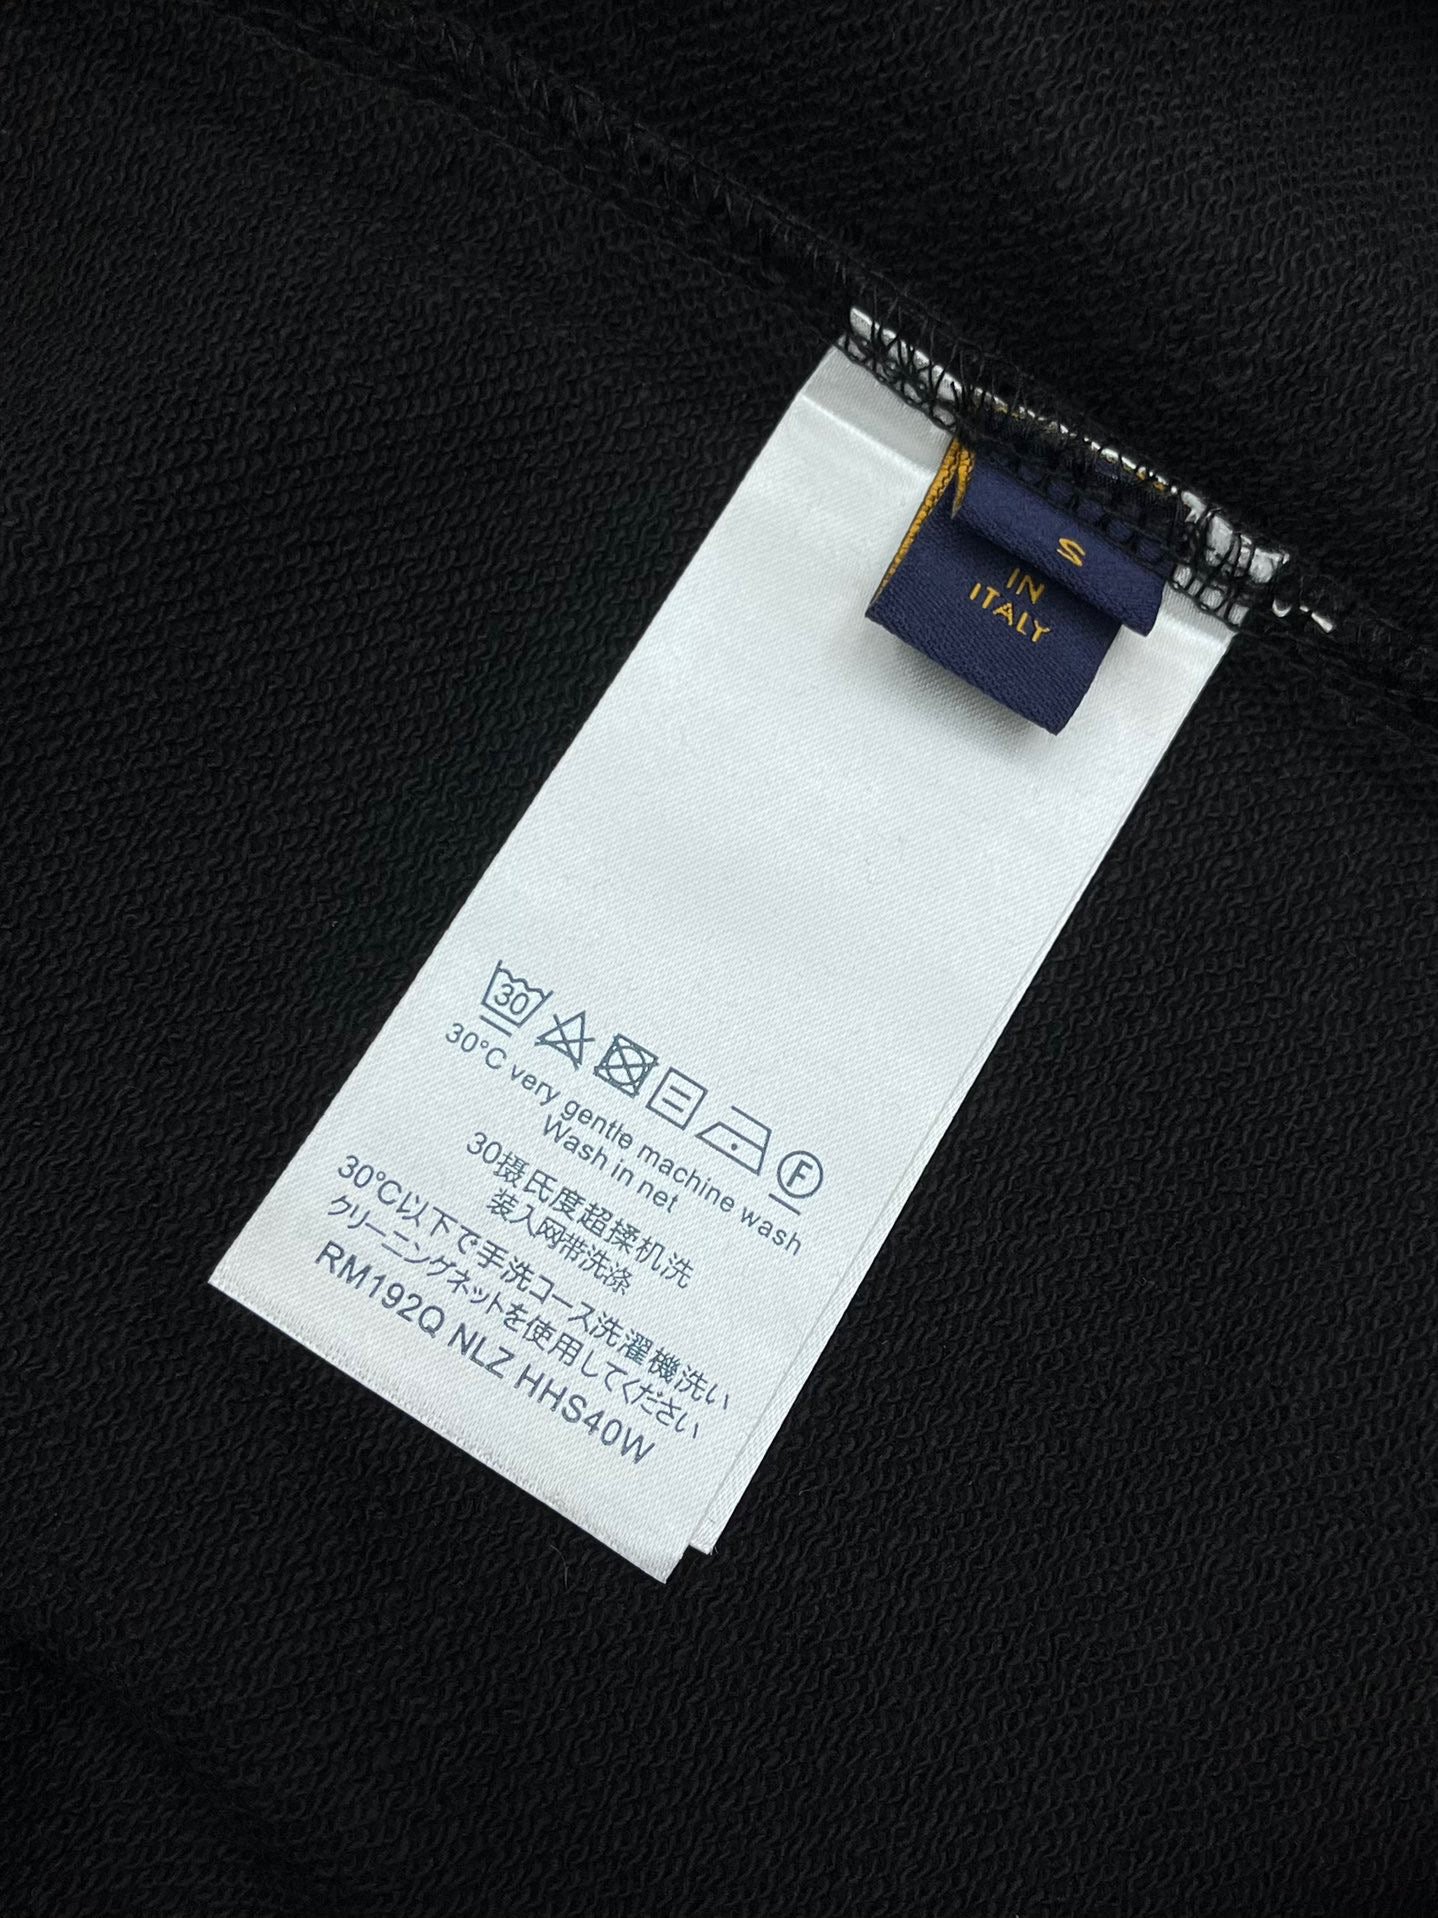 S
IN
ITALY
30
F
30°C very gentle machine wash
Wash in net
30摄氏度超揉机洗
装入网带洗涤
30℃以下で手洗コース洗濯機洗い
クリーニングネットを使用してください
RM192Q NLZ HHS40W